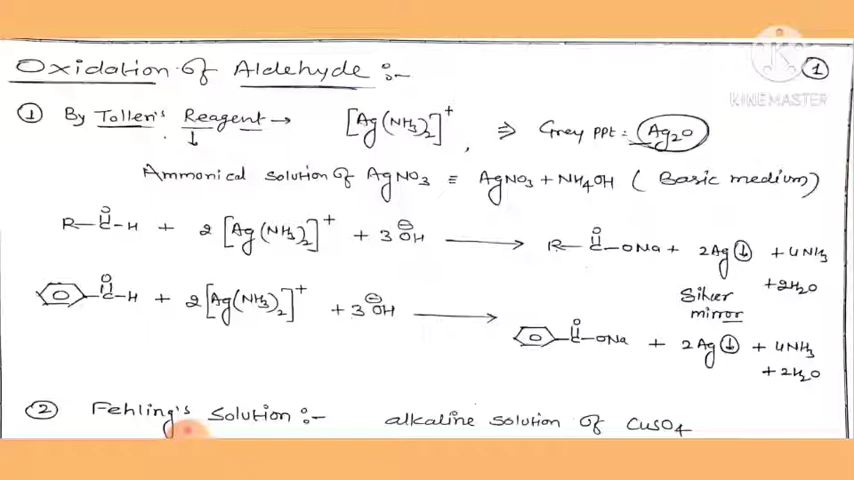 Oxidation of Aldehyde :-
①
KINEMASTER
① By Tollen's Reagent → [Ag(NH3)2]+ , ⇒ Grey ppt = Ag2O
↓
Ammonical solution of AgNO3 = AgNO3 + NH4OH (Basic medium)
R-C(=O)-H + 2[Ag(NH3)2]+ + 3OH⊖ → R-C(=O)-ONa + 2Ag↓ + 4NH3 + 2H2O
Silver mirror
C(=O)-H + 2[Ag(NH3)2]+ + 3OH⊖ → C(=O)-ONa + 2Ag↓ + 4NH3 + 2H2O
② Fehling's Solution :- alkaline solution of CuSO4